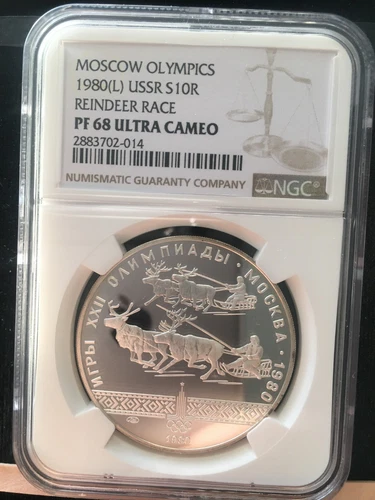 MOSCOW OLYMPICS
1980(L) USSR S10R
REINDEER RACE
PF 68 ULTRA CAMEO
2883702-014
NUMISMATIC GUARANTY COMPANY
NGC
ИГРЫ XXII ОЛИМПИАДЫ · МОСКВА · 1980